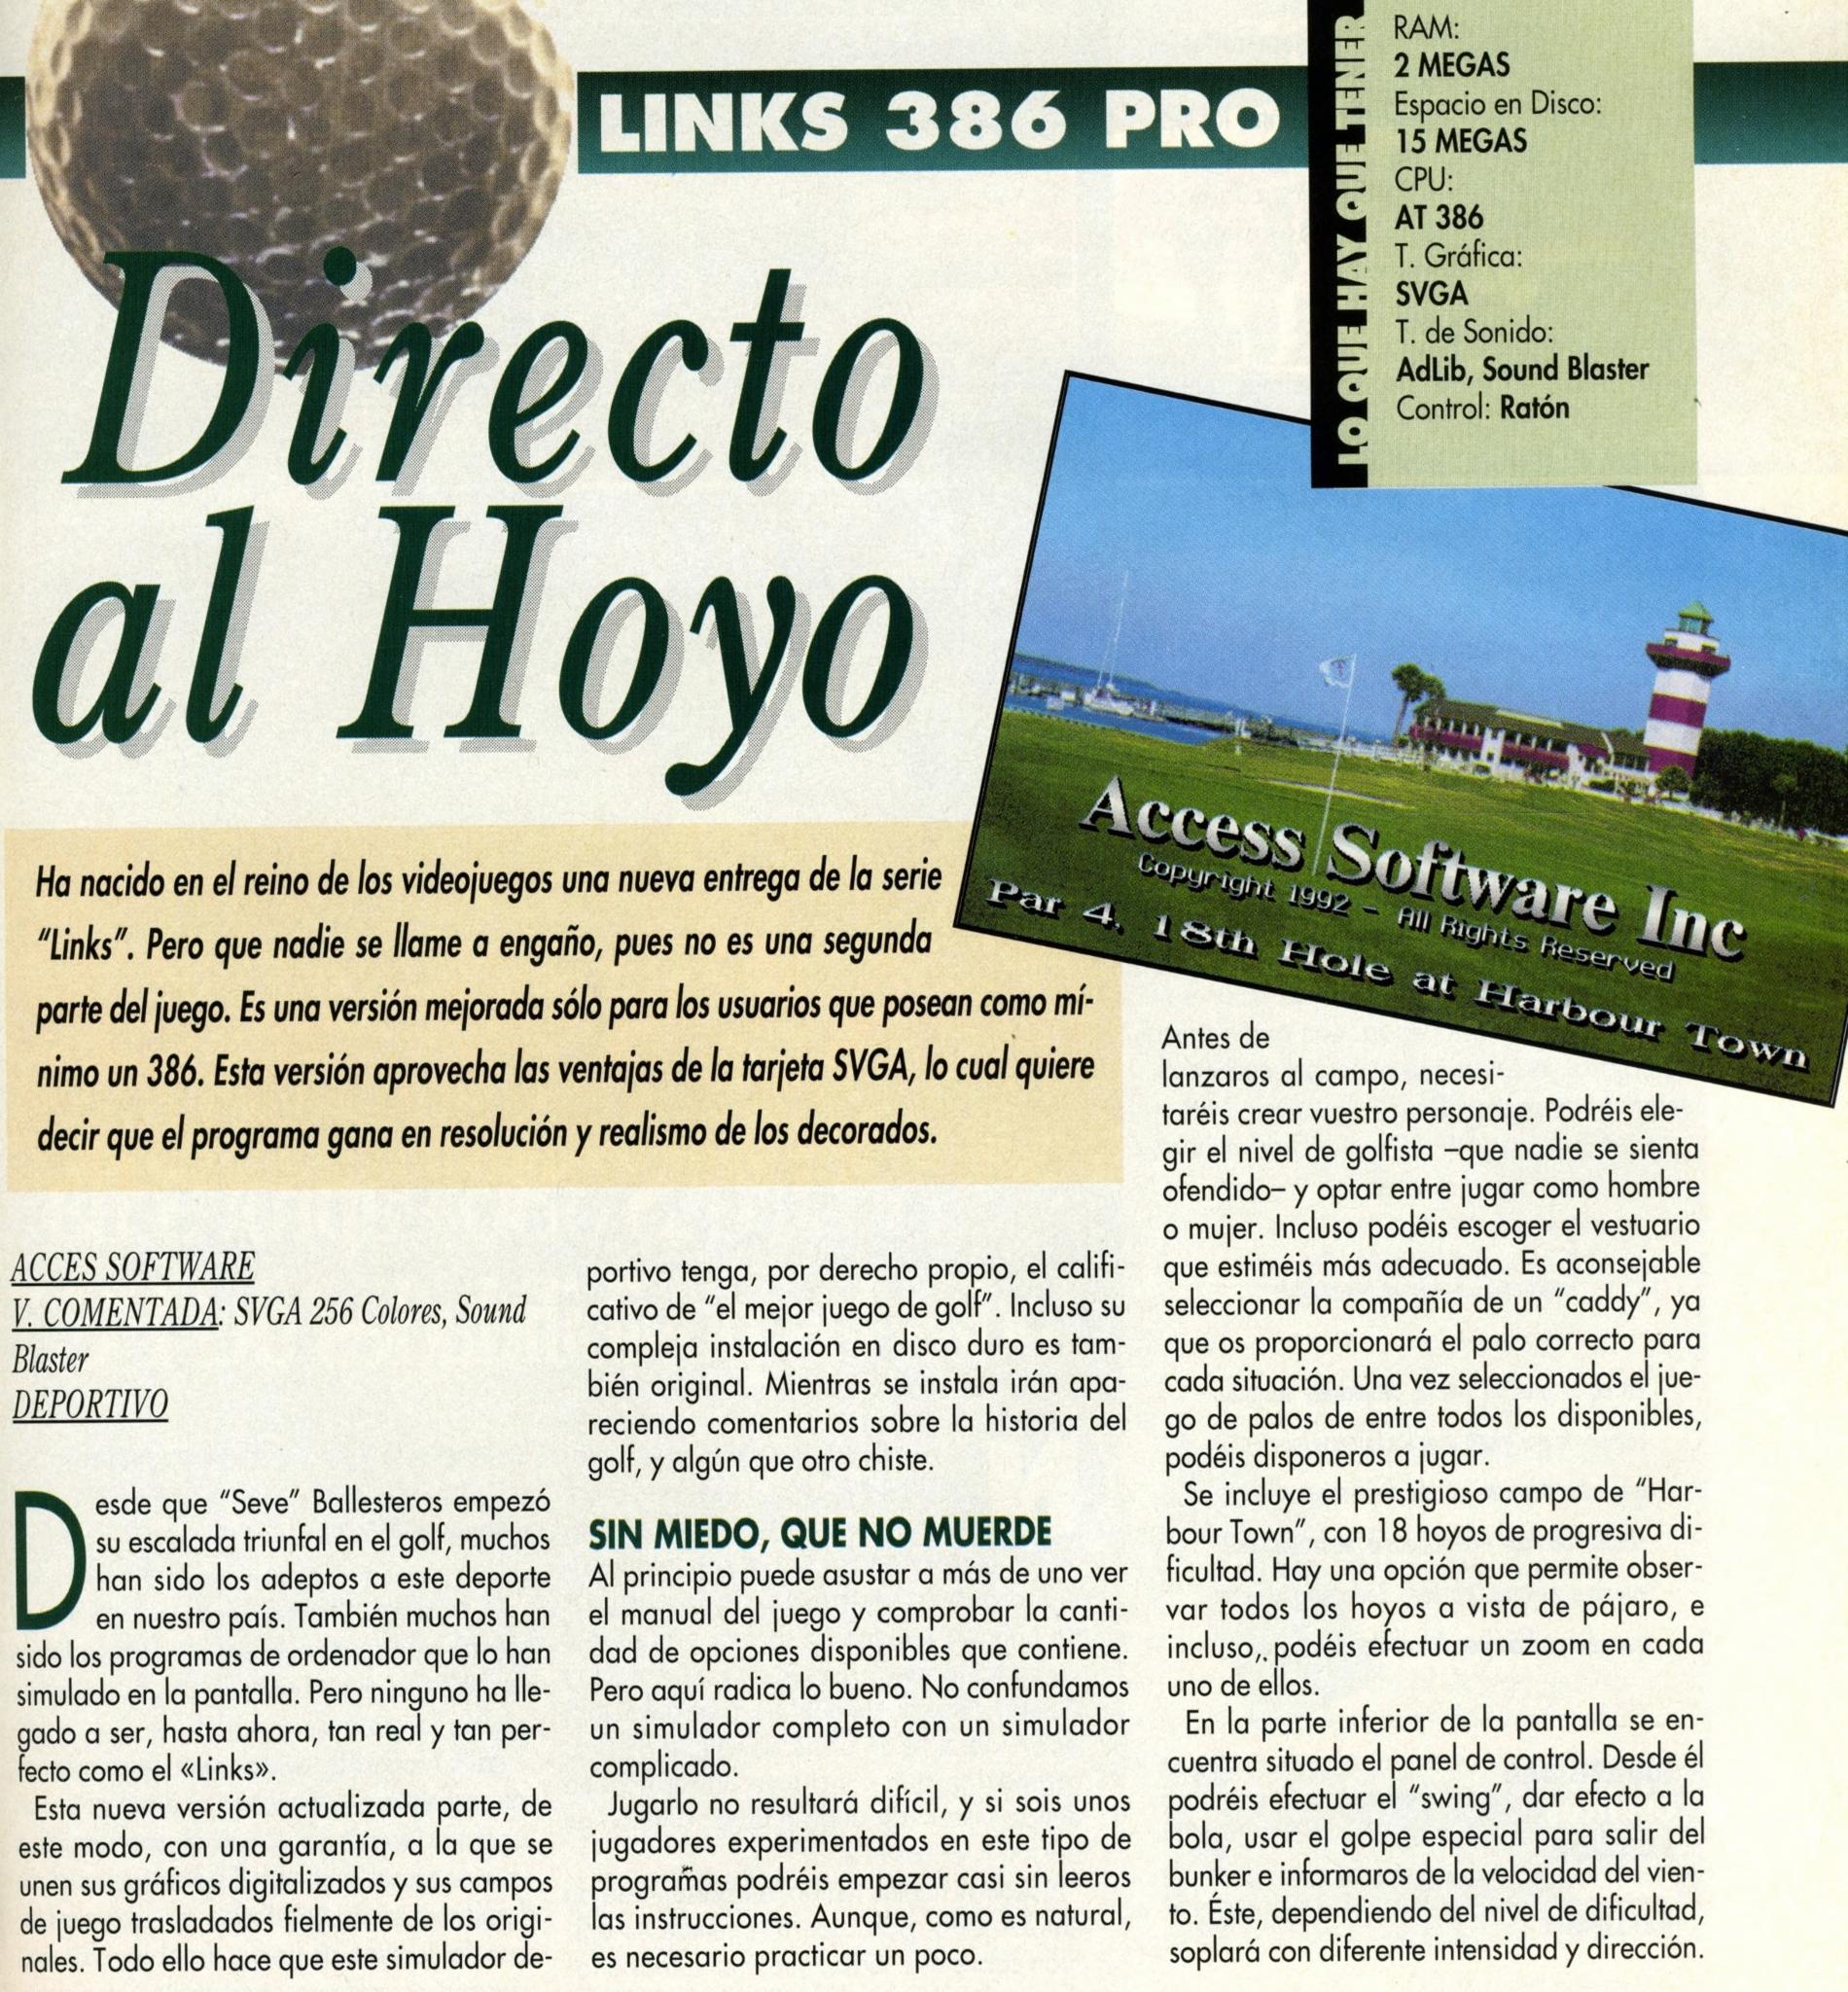 LINKS 386 PRO
LO QUE HAY QUE TENER
RAM:
2 MEGAS
Espacio en Disco:
15 MEGAS
CPU:
AT 386
T. Gráfica:
SVGA
T. de Sonido:
AdLib, Sound Blaster
Control: Ratón
Directo
al Hoyo
Access Software Inc
Copyright 1992 - All Rights Reserved
Par 4, 18th Hole at Harbour Town
Ha nacido en el reino de los videojuegos una nueva entrega de la serie
“Links”. Pero que nadie se llame a engaño, pues no es una segunda
parte del juego. Es una versión mejorada sólo para los usuarios que posean como mí-
nimo un 386. Esta versión aprovecha las ventajas de la tarjeta SVGA, lo cual quiere
decir que el programa gana en resolución y realismo de los decorados.
ACCES SOFTWARE
V. COMENTADA: SVGA 256 Colores, Sound
Blaster
DEPORTIVO
Desde que “Seve” Ballesteros empezó
su escalada triunfal en el golf, muchos
han sido los adeptos a este deporte
en nuestro país. También muchos han
sido los programas de ordenador que lo han
simulado en la pantalla. Pero ninguno ha lle-
gado a ser, hasta ahora, tan real y tan per-
fecto como el «Links».
Esta nueva versión actualizada parte, de
este modo, con una garantía, a la que se
unen sus gráficos digitalizados y sus campos
de juego trasladados fielmente de los origi-
nales. Todo ello hace que este simulador de-
portivo tenga, por derecho propio, el califi-
cativo de “el mejor juego de golf”. Incluso su
compleja instalación en disco duro es tam-
bién original. Mientras se instala irán apa-
reciendo comentarios sobre la historia del
golf, y algún que otro chiste.
SIN MIEDO, QUE NO MUERDE
Al principio puede asustar a más de uno ver
el manual del juego y comprobar la canti-
dad de opciones disponibles que contiene.
Pero aquí radica lo bueno. No confundamos
un simulador completo con un simulador
complicado.
Jugarlo no resultará difícil, y si sois unos
jugadores experimentados en este tipo de
programas podréis empezar casi sin leeros
las instrucciones. Aunque, como es natural,
es necesario practicar un poco.
Antes de
lanzaros al campo, necesi-
taréis crear vuestro personaje. Podréis ele-
gir el nivel de golfista –que nadie se sienta
ofendido– y optar entre jugar como hombre
o mujer. Incluso podéis escoger el vestuario
que estiméis más adecuado. Es aconsejable
seleccionar la compañía de un “caddy”, ya
que os proporcionará el palo correcto para
cada situación. Una vez seleccionados el jue-
go de palos de entre todos los disponibles,
podéis disponeros a jugar.
Se incluye el prestigioso campo de “Har-
bour Town”, con 18 hoyos de progresiva di-
ficultad. Hay una opción que permite obser-
var todos los hoyos a vista de pájaro, e
incluso,. podéis efectuar un zoom en cada
uno de ellos.
En la parte inferior de la pantalla se en-
cuentra situado el panel de control. Desde él
podréis efectuar el “swing”, dar efecto a la
bola, usar el golpe especial para salir del
bunker e informaros de la velocidad del vien-
to. Éste, dependiendo del nivel de dificultad,
soplará con diferente intensidad y dirección.